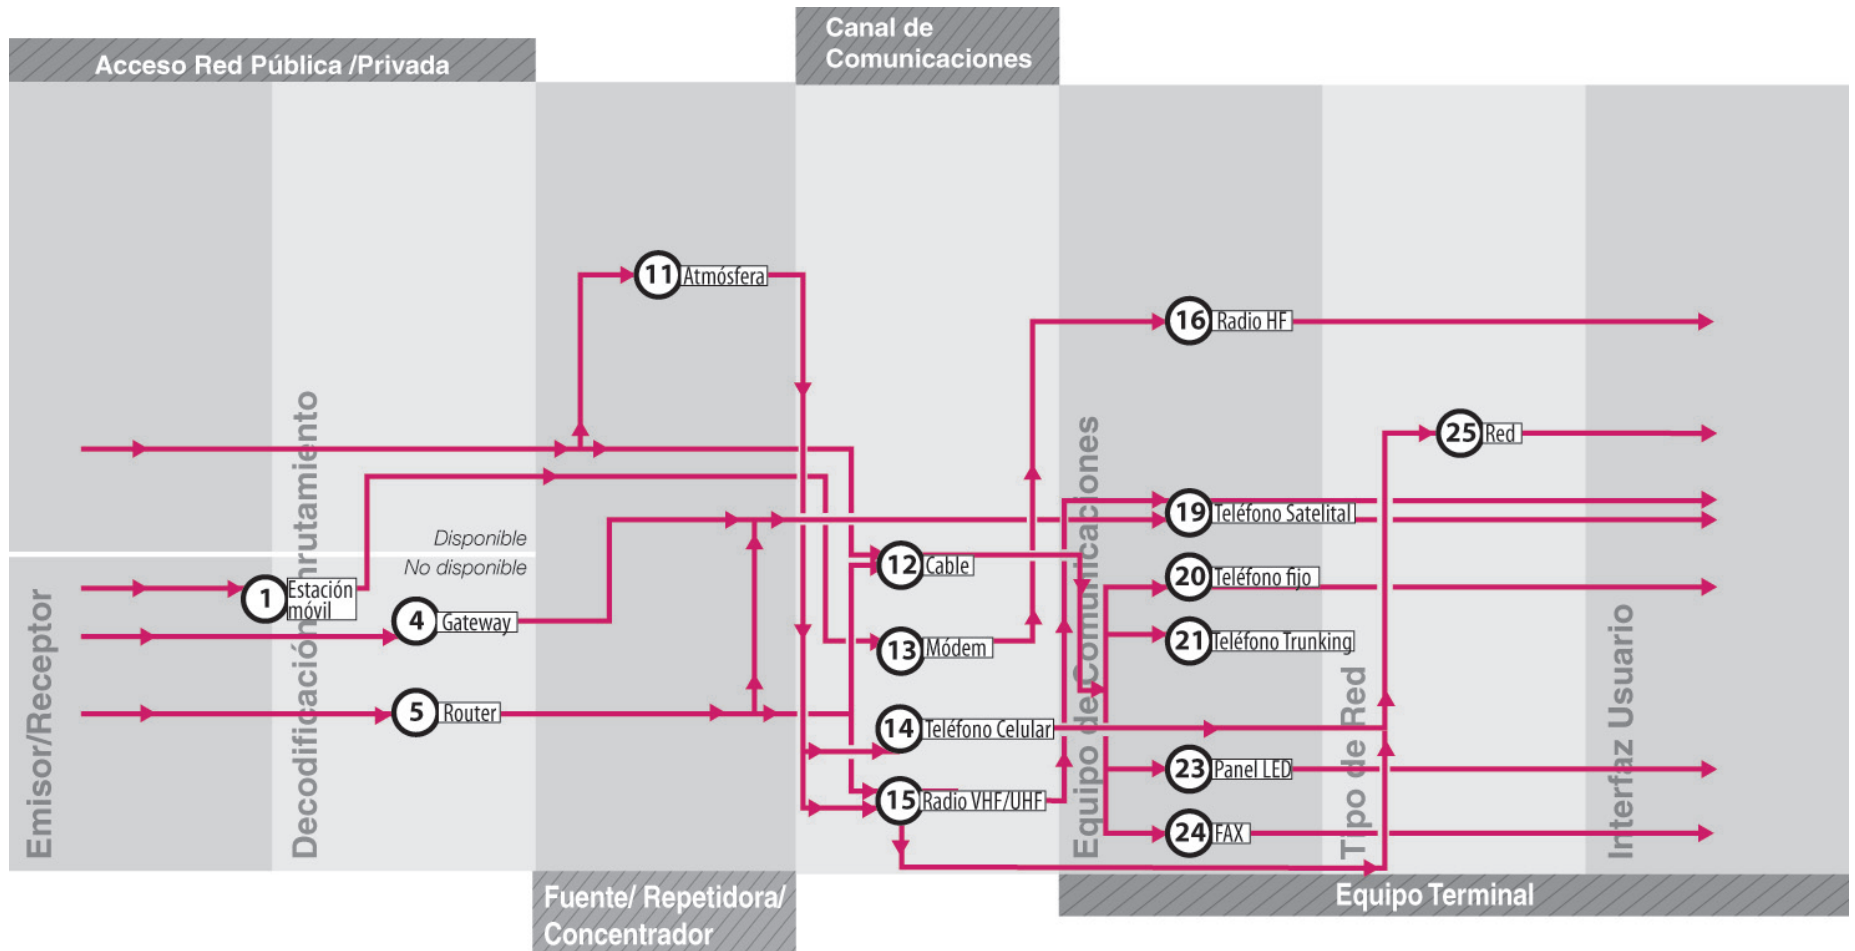 Canal de
Comunicaciones
Acceso Red Pública /Privada
11 Atmósfera
16 Radio HF
25 Red
19 Teléfono Satelital
Disponible
No disponible
12 Cable
20 Teléfono fijo
1 Estación
móvil
4 Gateway
13 Módem
21 Teléfono Trunking
5 Router
14 Teléfono Celular
23 Panel LED
15 Radio VHF/UHF
24 FAX
Emisor/Receptor
Decodificación
nrutamiento
Equipo de Comunicaciones
Tipo de Red
Interfaz Usuario
Fuente/ Repetidora/
Concentrador
Equipo Terminal